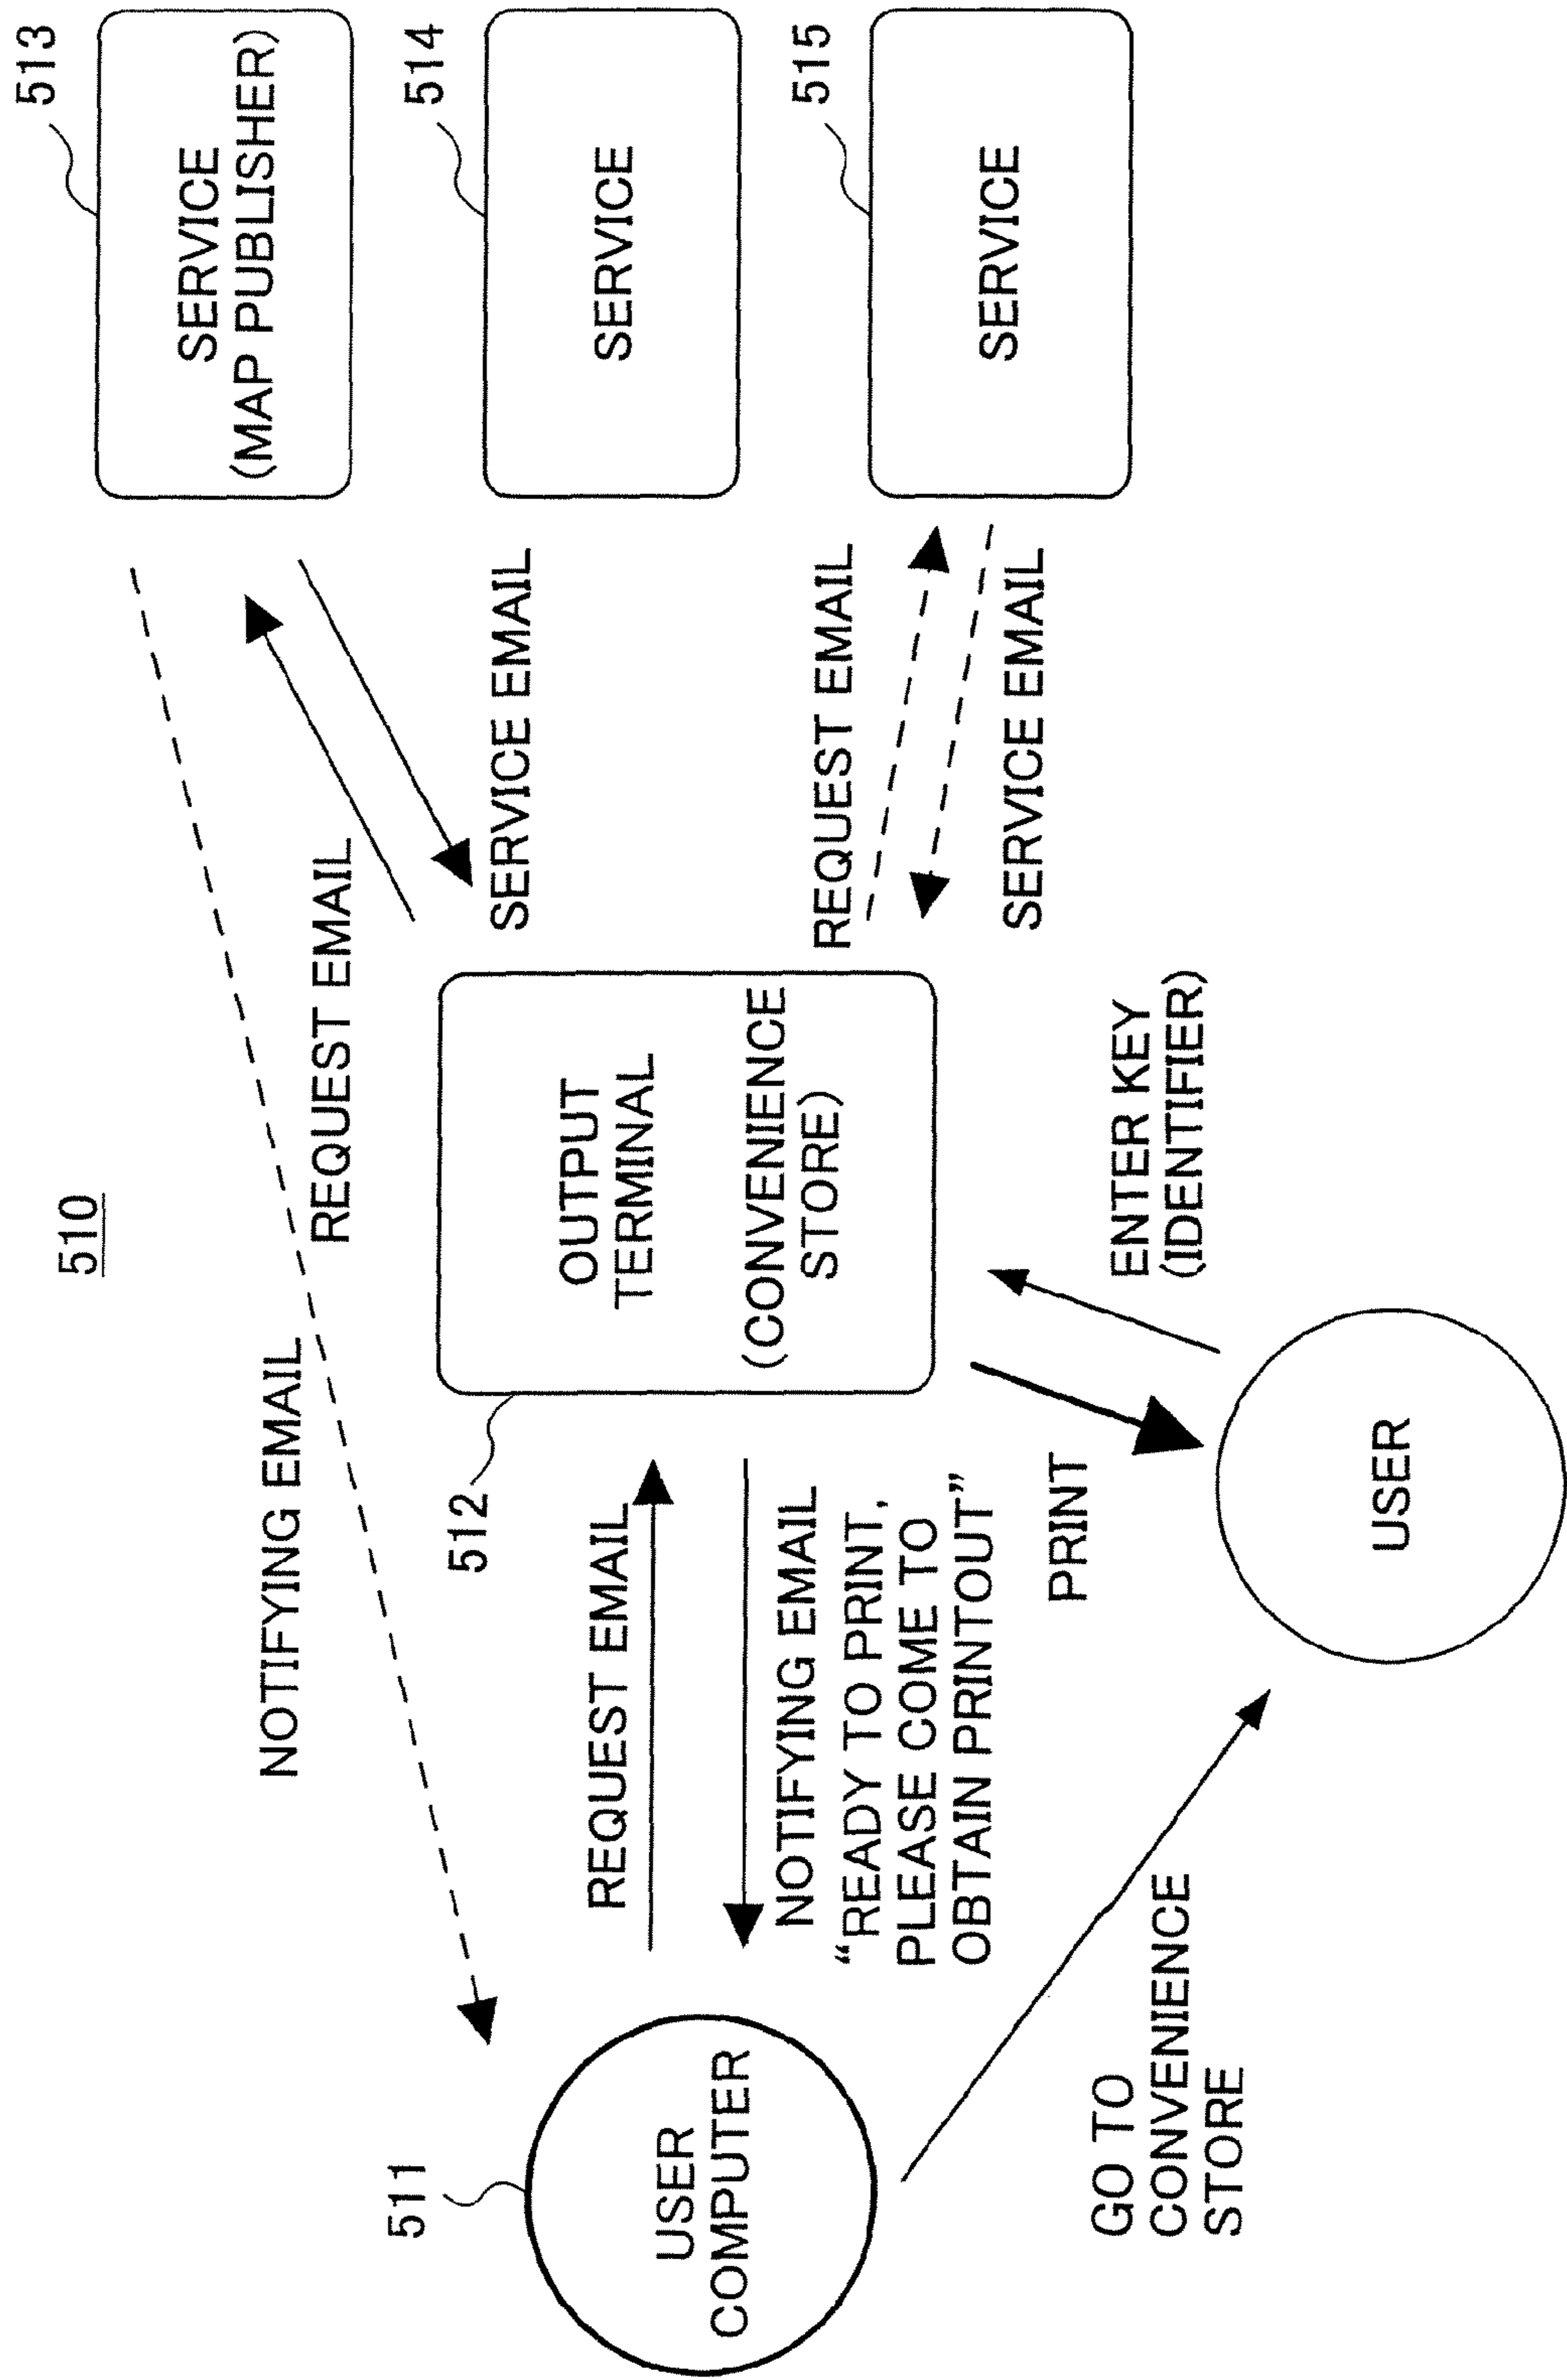 510
511
USER
COMPUTER
NOTIFYING EMAIL
REQUEST EMAIL
NOTIFYING EMAIL
“READY TO PRINT,
PLEASE COME TO
OBTAIN PRINTOUT”
GO TO
CONVENIENCE
STORE
512
OUTPUT
TERMINAL
(CONVENIENCE
STORE)
PRINT
ENTER KEY
(IDENTIFIER)
USER
REQUEST EMAIL
SERVICE EMAIL
REQUEST EMAIL
SERVICE EMAIL
513
SERVICE
(MAP PUBLISHER)
514
SERVICE
515
SERVICE